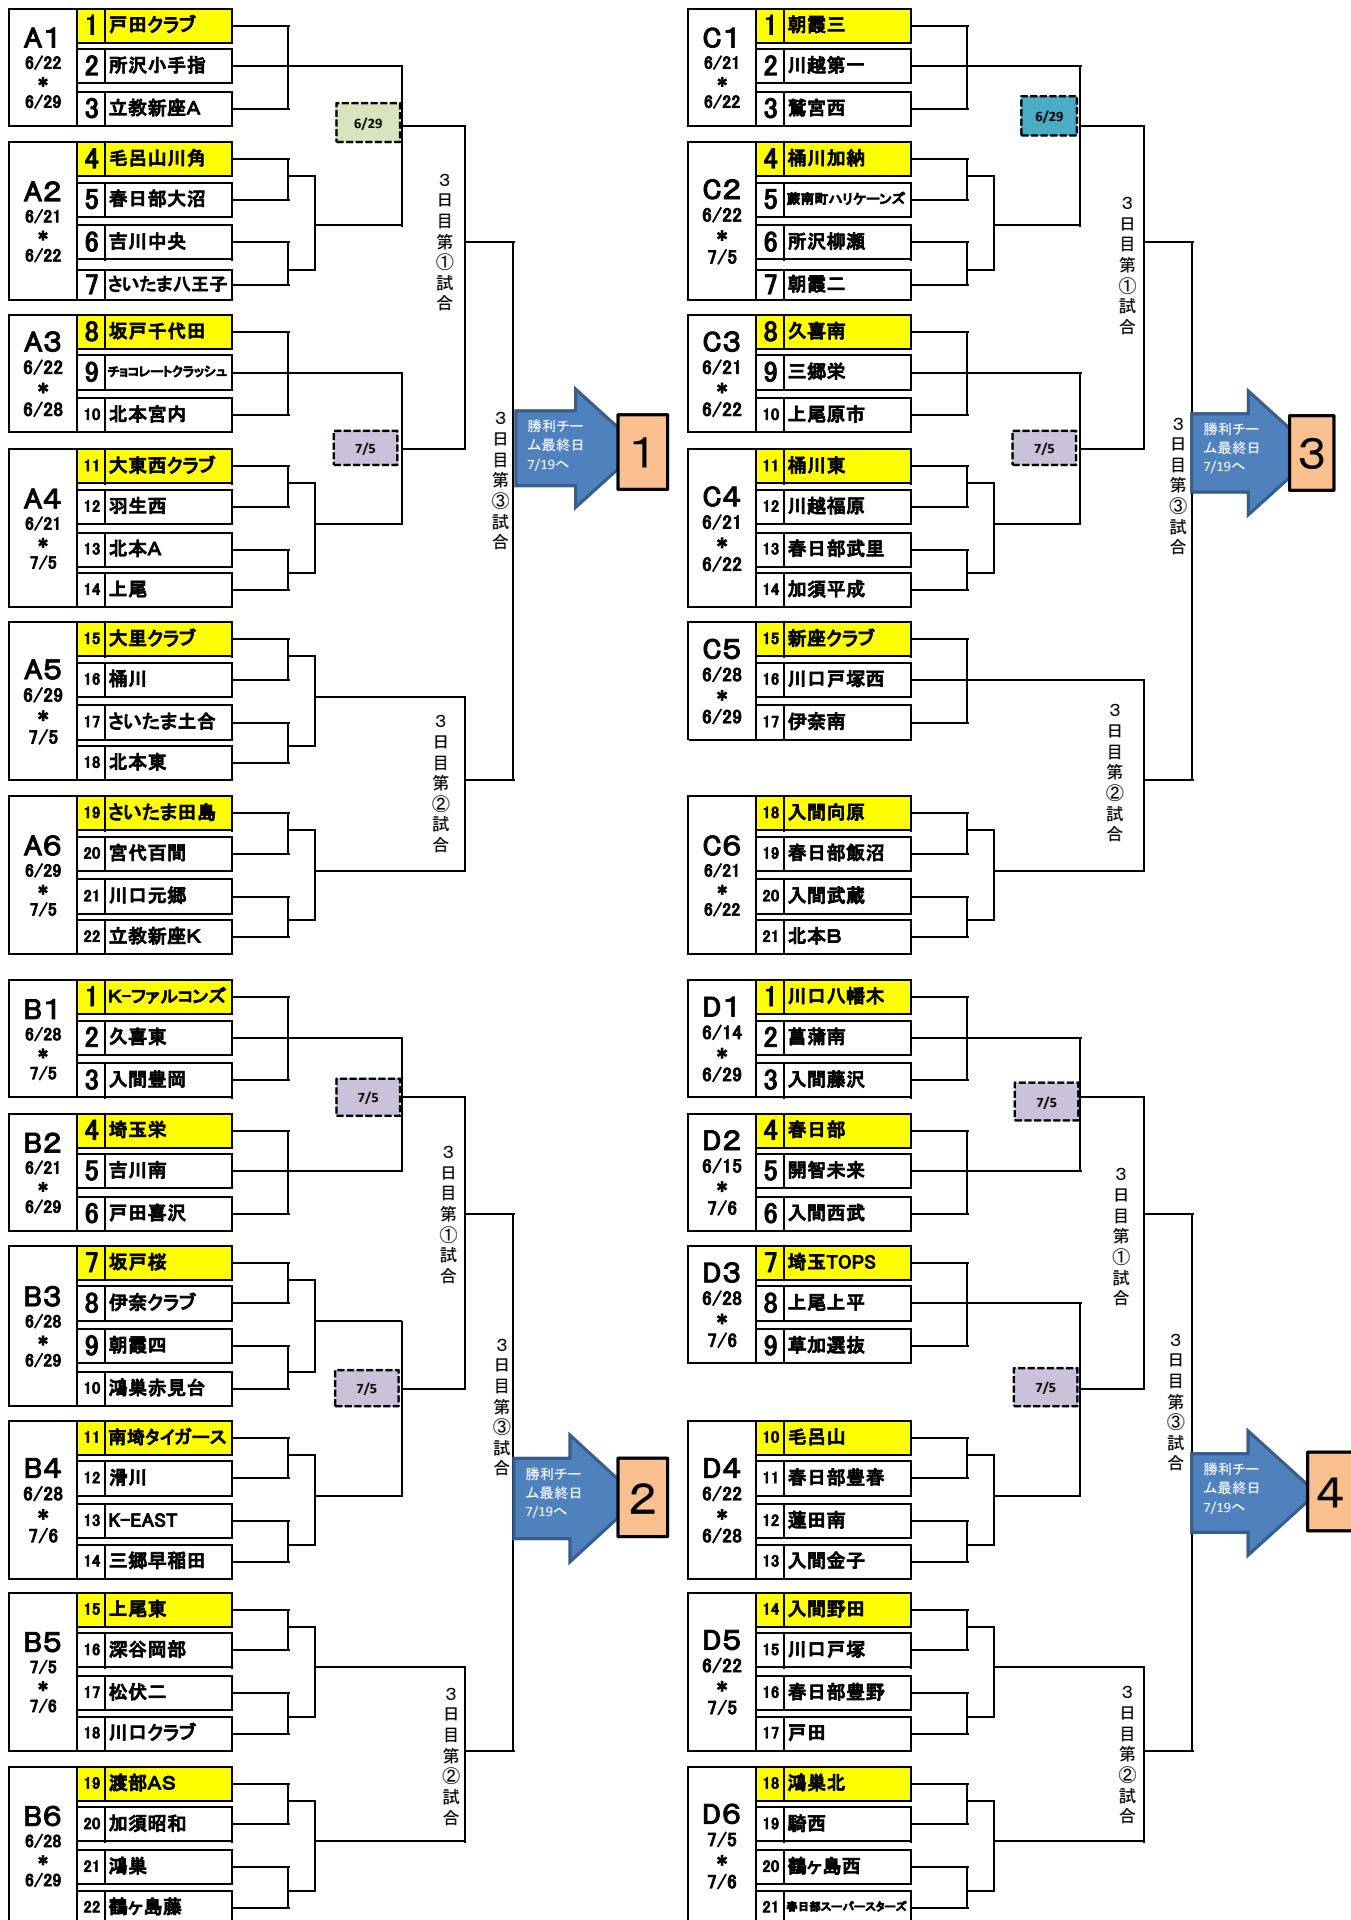 A1
6/22
*
6/29
1 戸田クラブ
2 所沢小手指
3 立教新座A
6/29
A2
6/21
*
6/22
4 毛呂山川角
5 春日部大沼
6 吉川中央
7 さいたま八王子
3日目第①試合
A3
6/22
*
6/28
8 坂戸千代田
9 チョコレートクラッシュ
10 北本宮内
7/5
A4
6/21
*
7/5
11 大東西クラブ
12 羽生西
13 北本A
14 上尾
3日目第③試合
勝利チー
ム最終日
7/19へ
1
A5
6/29
*
7/5
15 大里クラブ
16 桶川
17 さいたま土合
18 北本東
3日目第②試合
A6
6/29
*
7/5
19 さいたま田島
20 宮代百間
21 川口元郷
22 立教新座K
B1
6/28
*
7/5
1 K-ファルコンズ
2 久喜東
3 入間豊岡
7/5
B2
6/21
*
6/29
4 埼玉栄
5 吉川南
6 戸田喜沢
3日目第①試合
B3
6/28
*
6/29
7 坂戸桜
8 伊奈クラブ
9 朝霞四
10 鴻巣赤見台
7/5
B4
6/28
*
7/6
11 南埼タイガース
12 滑川
13 K-EAST
14 三郷早稲田
3日目第③試合
勝利チー
ム最終日
7/19へ
2
B5
7/5
*
7/6
15 上尾東
16 深谷岡部
17 松伏二
18 川口クラブ
3日目第②試合
B6
6/28
*
6/29
19 渡部AS
20 加須昭和
21 鴻巣
22 鶴ヶ島藤
C1
6/21
*
6/22
1 朝霞三
2 川越第一
3 鷲宮西
6/29
C2
6/22
*
7/5
4 桶川加納
5 蕨南町ハリケーンズ
6 所沢柳瀬
7 朝霞二
3日目第①試合
C3
6/21
*
6/22
8 久喜南
9 三郷栄
10 上尾原市
7/5
C4
6/21
*
6/22
11 桶川東
12 川越福原
13 春日部武里
14 加須平成
3日目第③試合
勝利チー
ム最終日
7/19へ
3
C5
6/28
*
6/29
15 新座クラブ
16 川口戸塚西
17 伊奈南
3日目第②試合
C6
6/21
*
6/22
18 入間向原
19 春日部飯沼
20 入間武蔵
21 北本B
D1
6/14
*
6/29
1 川口八幡木
2 菖蒲南
3 入間藤沢
7/5
D2
6/15
*
7/6
4 春日部
5 開智未来
6 入間西武
3日目第①試合
D3
6/28
*
7/6
7 埼玉TOPS
8 上尾上平
9 草加選抜
7/5
D4
6/22
*
6/28
10 毛呂山
11 春日部豊春
12 蓮田南
13 入間金子
3日目第③試合
勝利チー
ム最終日
7/19へ
4
D5
6/22
*
7/5
14 入間野田
15 川口戸塚
16 春日部豊野
17 戸田
3日目第②試合
D6
7/5
*
7/6
18 鴻巣北
19 騎西
20 鶴ヶ島西
21 春日部スーパースターズ